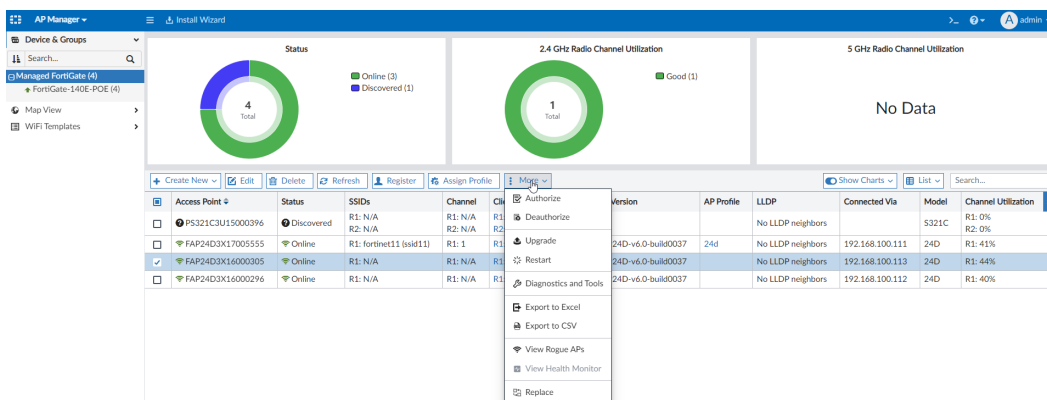 AP Manager
Install Wizard
admin
Device & Groups
Search...
Managed FortiGate (4)
FortiGate-140E-POE (4)
Map View
WiFi Templates
Status
4
Total
Online (3)
Discovered (1)
2.4 GHz Radio Channel Utilization
1
Total
Good (1)
5 GHz Radio Channel Utilization
No Data
Create New Edit Delete Refresh Register Assign Profile More Show Charts List Search...
Access Point Status SSIDs Channel Version AP Profile LLDP Connected Via Model Channel Utilization
PS321C3U15000396 Discovered R1: N/A R1: N/A R1 No LLDP neighbors S321C R1: 0%
R2: N/A R2: N/A R2 R2: 0%
FAP24D3X17005555 Online R1: fortinet11 (ssid11) R1: 1 R1 24D-v6.0-build0037 24d No LLDP neighbors 192.168.100.111 24D R1: 41%
FAP24D3X16000305 Online R1: N/A R1: N/A R1 24D-v6.0-build0037 No LLDP neighbors 192.168.100.113 24D R1: 44%
FAP24D3X16000296 Online R1: N/A R1: N/A R1 24D-v6.0-build0037 No LLDP neighbors 192.168.100.112 24D R1: 40%
Authorize
Deauthorize
Upgrade
Restart
Diagnostics and Tools
Export to Excel
Export to CSV
View Rogue APs
View Health Monitor
Replace